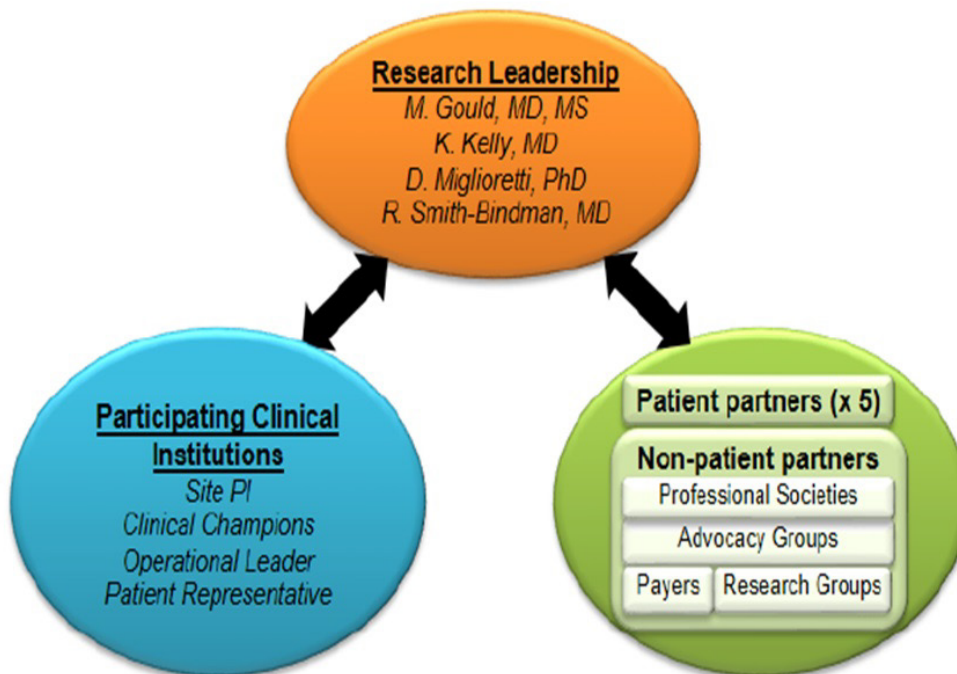 Research Leadership
M. Gould, MD, MS
K. Kelly, MD
D. Miglioretti, PhD
R. Smith-Bindman, MD
Participating Clinical
Institutions
Site PI
Clinical Champions
Operational Leader
Patient Representative
Patient partners (x 5)
Non-patient partners
Professional Societies
Advocacy Groups
Payers
Research Groups